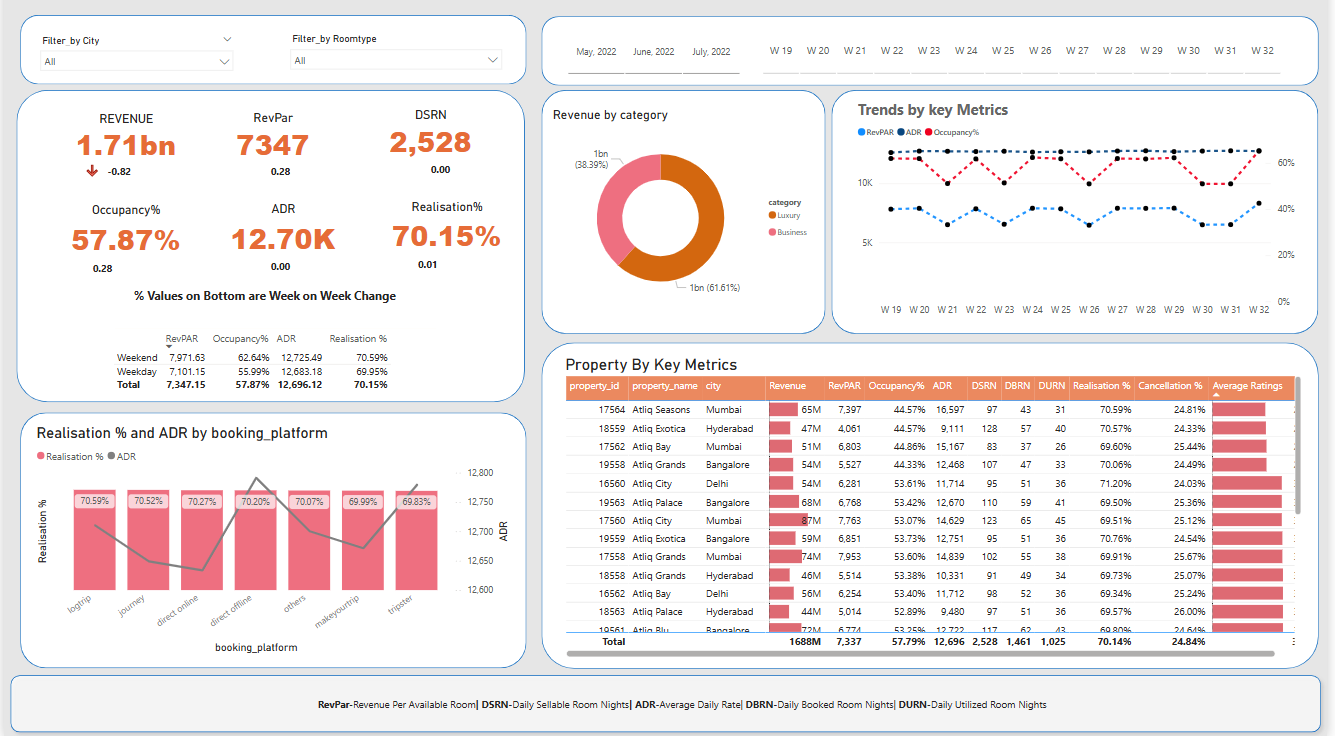 Filter_by City
All
Filter_by Roomtype
All
May, 2022 June, 2022 July, 2022
W 19 W 20 W 21 W 22 W 23 W 24 W 25 W 26 W 27 W 28 W 29 W 30 W 31 W 32
REVENUE
1.71bn
-0.82
RevPar
7347
0.28
DSRN
2,528
0.00
Occupancy%
57.87%
0.28
ADR
12.70K
0.00
Realisation%
70.15%
0.01
% Values on Bottom are Week on Week Change
RevPAR Occupancy% ADR Realisation %
Weekend 7,971.63 62.64% 12,725.49 70.59%
Weekday 7,101.15 55.99% 12,683.18 69.95%
Total 7,347.15 57.87% 12,696.12 70.15%
Revenue by category
1bn
(38.39%)
1bn (61.61%)
category
Luxury
Business
Trends by key Metrics
RevPAR ADR Occupancy%
10K
5K
60%
40%
20%
0%
W 19 W 20 W 21 W 22 W 23 W 24 W 25 W 26 W 27 W 28 W 29 W 30 W 31 W 32
Realisation % and ADR by booking_platform
Realisation % ADR
Realisation %
70.59% 70.52% 70.27% 70.20% 70.07% 69.99% 69.83%
12,800
12,750
12,700
12,650
12,600
ADR
logtrip journey direct online direct offline others makeyourtrip tripster
booking_platform
Property By Key Metrics
property_id property_name city Revenue RevPAR Occupancy% ADR DSRN DBRN DURN Realisation % Cancellation % Average Ratings
17564 Atliq Seasons Mumbai 65M 7,397 44.57% 16,597 97 43 31 70.59% 24.81%
18559 Atliq Exotica Hyderabad 47M 4,061 44.57% 9,111 128 57 40 70.57% 24.33%
17562 Atliq Bay Mumbai 51M 6,803 44.86% 15,167 83 37 26 69.60% 25.44%
19558 Atliq Grands Bangalore 54M 5,527 44.33% 12,468 107 47 33 70.06% 24.49%
16560 Atliq City Delhi 54M 6,281 53.61% 11,714 95 51 36 71.20% 24.03%
19563 Atliq Palace Bangalore 68M 6,768 53.42% 12,670 110 59 41 69.50% 25.36%
17560 Atliq City Mumbai 87M 7,763 53.07% 14,629 123 65 45 69.51% 25.12%
19559 Atliq Exotica Bangalore 59M 6,851 53.73% 12,751 95 51 36 70.76% 24.54%
17558 Atliq Grands Mumbai 74M 7,953 53.60% 14,839 102 55 38 69.91% 25.67%
18558 Atliq Grands Hyderabad 46M 5,514 53.38% 10,331 91 49 34 69.73% 25.07%
16562 Atliq Bay Delhi 56M 6,254 53.40% 11,712 98 52 36 69.34% 25.24%
18563 Atliq Palace Hyderabad 44M 5,014 52.89% 9,480 97 51 36 69.57% 26.00%
19561 Atliq Blu Bangalore 72M 6,774 53.25% 12,722 117 62 43 69.80% 24.64%
Total 1688M 7,337 57.79% 12,696 2,528 1,461 1,025 70.14% 24.84%
RevPar-Revenue Per Available Room| DSRN-Daily Sellable Room Nights| ADR-Average Daily Rate| DBRN-Daily Booked Room Nights| DURN-Daily Utilized Room Nights